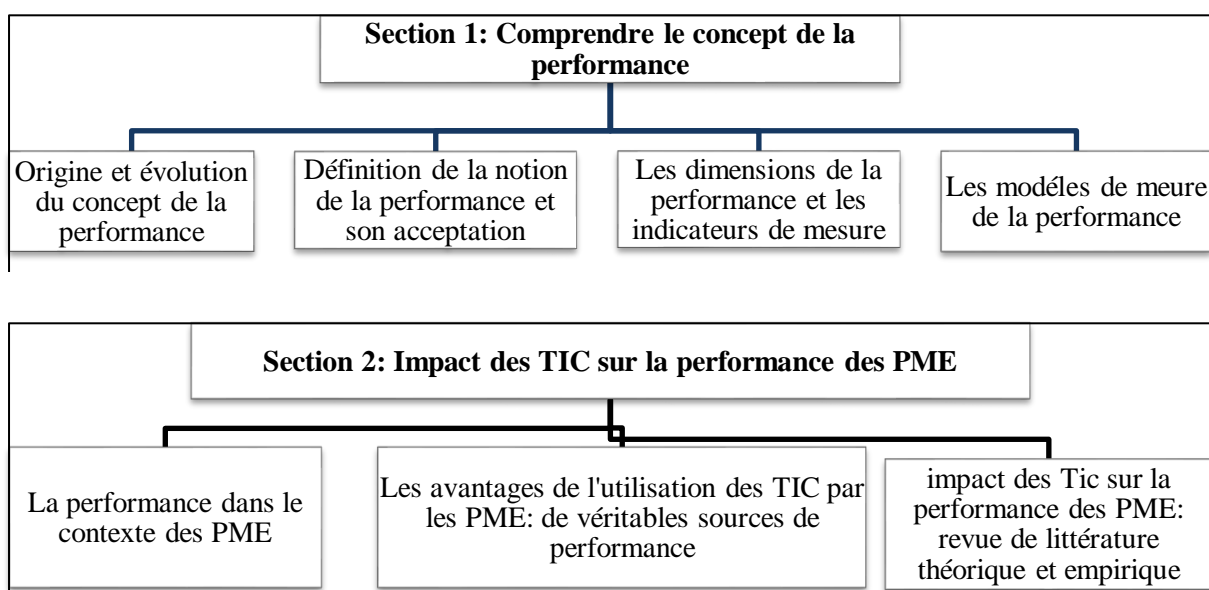 Section 1: Comprendre le concept de la
performance
Origine et évolution
du concept de la
performance
Définition de la notion
de la performance et
son acceptation
Les dimensions de la
performance et les
indicateurs de mesure
Les modéles de meure
de la performance
Section 2: Impact des TIC sur la performance des PME
La performance dans le
contexte des PME
Les avantages de l'utilisation des TIC par
les PME: de véritables sources de
performance
impact des Tic sur la
performance des PME:
revue de littérature
théorique et empirique